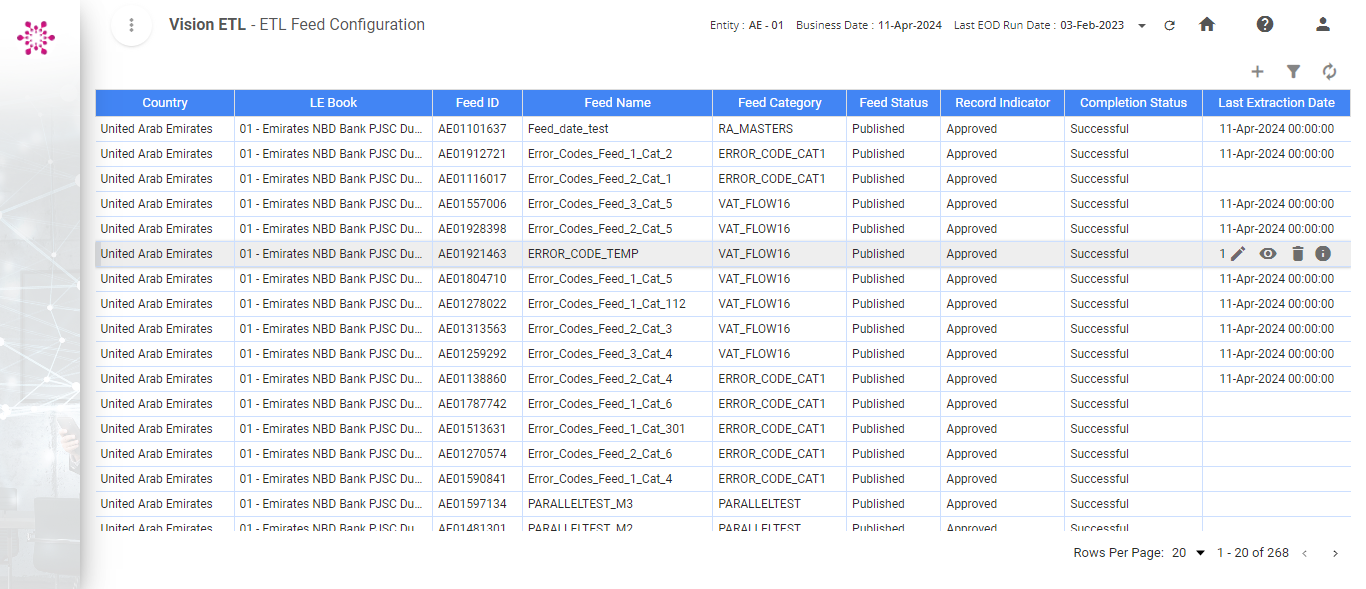 Vision ETL - ETL Feed Configuration Entity : AE - 01 Business Date : 11-Apr-2024 Last EOD Run Date : 03-Feb-2023
Country LE Book Feed ID Feed Name Feed Category Feed Status Record Indicator Completion Status Last Extraction Date
United Arab Emirates 01 - Emirates NBD Bank PJSC Du... AE01101637 Feed_date_test RA_MASTERS Published Approved Successful 11-Apr-2024 00:00:00
United Arab Emirates 01 - Emirates NBD Bank PJSC Du... AE01912721 Error_Codes_Feed_1_Cat_2 ERROR_CODE_CAT1 Published Approved Successful 11-Apr-2024 00:00:00
United Arab Emirates 01 - Emirates NBD Bank PJSC Du... AE01116017 Error_Codes_Feed_2_Cat_1 ERROR_CODE_CAT1 Published Approved Successful
United Arab Emirates 01 - Emirates NBD Bank PJSC Du... AE01557006 Error_Codes_Feed_3_Cat_5 VAT_FLOW16 Published Approved Successful 11-Apr-2024 00:00:00
United Arab Emirates 01 - Emirates NBD Bank PJSC Du... AE01928398 Error_Codes_Feed_2_Cat_5 VAT_FLOW16 Published Approved Successful 11-Apr-2024 00:00:00
United Arab Emirates 01 - Emirates NBD Bank PJSC Du... AE01921463 ERROR_CODE_TEMP VAT_FLOW16 Published Approved Successful 1
United Arab Emirates 01 - Emirates NBD Bank PJSC Du... AE01804710 Error_Codes_Feed_1_Cat_5 VAT_FLOW16 Published Approved Successful 11-Apr-2024 00:00:00
United Arab Emirates 01 - Emirates NBD Bank PJSC Du... AE01278022 Error_Codes_Feed_1_Cat_112 VAT_FLOW16 Published Approved Successful 11-Apr-2024 00:00:00
United Arab Emirates 01 - Emirates NBD Bank PJSC Du... AE01313563 Error_Codes_Feed_2_Cat_3 VAT_FLOW16 Published Approved Successful 11-Apr-2024 00:00:00
United Arab Emirates 01 - Emirates NBD Bank PJSC Du... AE01259292 Error_Codes_Feed_3_Cat_4 VAT_FLOW16 Published Approved Successful 11-Apr-2024 00:00:00
United Arab Emirates 01 - Emirates NBD Bank PJSC Du... AE01138860 Error_Codes_Feed_2_Cat_4 ERROR_CODE_CAT1 Published Approved Successful 11-Apr-2024 00:00:00
United Arab Emirates 01 - Emirates NBD Bank PJSC Du... AE01787742 Error_Codes_Feed_1_Cat_6 ERROR_CODE_CAT1 Published Approved Successful
United Arab Emirates 01 - Emirates NBD Bank PJSC Du... AE01513631 Error_Codes_Feed_1_Cat_301 ERROR_CODE_CAT1 Published Approved Successful
United Arab Emirates 01 - Emirates NBD Bank PJSC Du... AE01270574 Error_Codes_Feed_2_Cat_6 ERROR_CODE_CAT1 Published Approved Successful
United Arab Emirates 01 - Emirates NBD Bank PJSC Du... AE01590841 Error_Codes_Feed_1_Cat_4 ERROR_CODE_CAT1 Published Approved Successful
United Arab Emirates 01 - Emirates NBD Bank PJSC Du... AE01597134 PARALLELTEST_M3 PARALLELTEST Published Approved Successful
United Arab Emirates 01 - Emirates NBD Bank PJSC Du... AE01481301 PARALLELTEST_M2 PARALLELTEST Published Approved Successful
Rows Per Page: 20 1 - 20 of 268